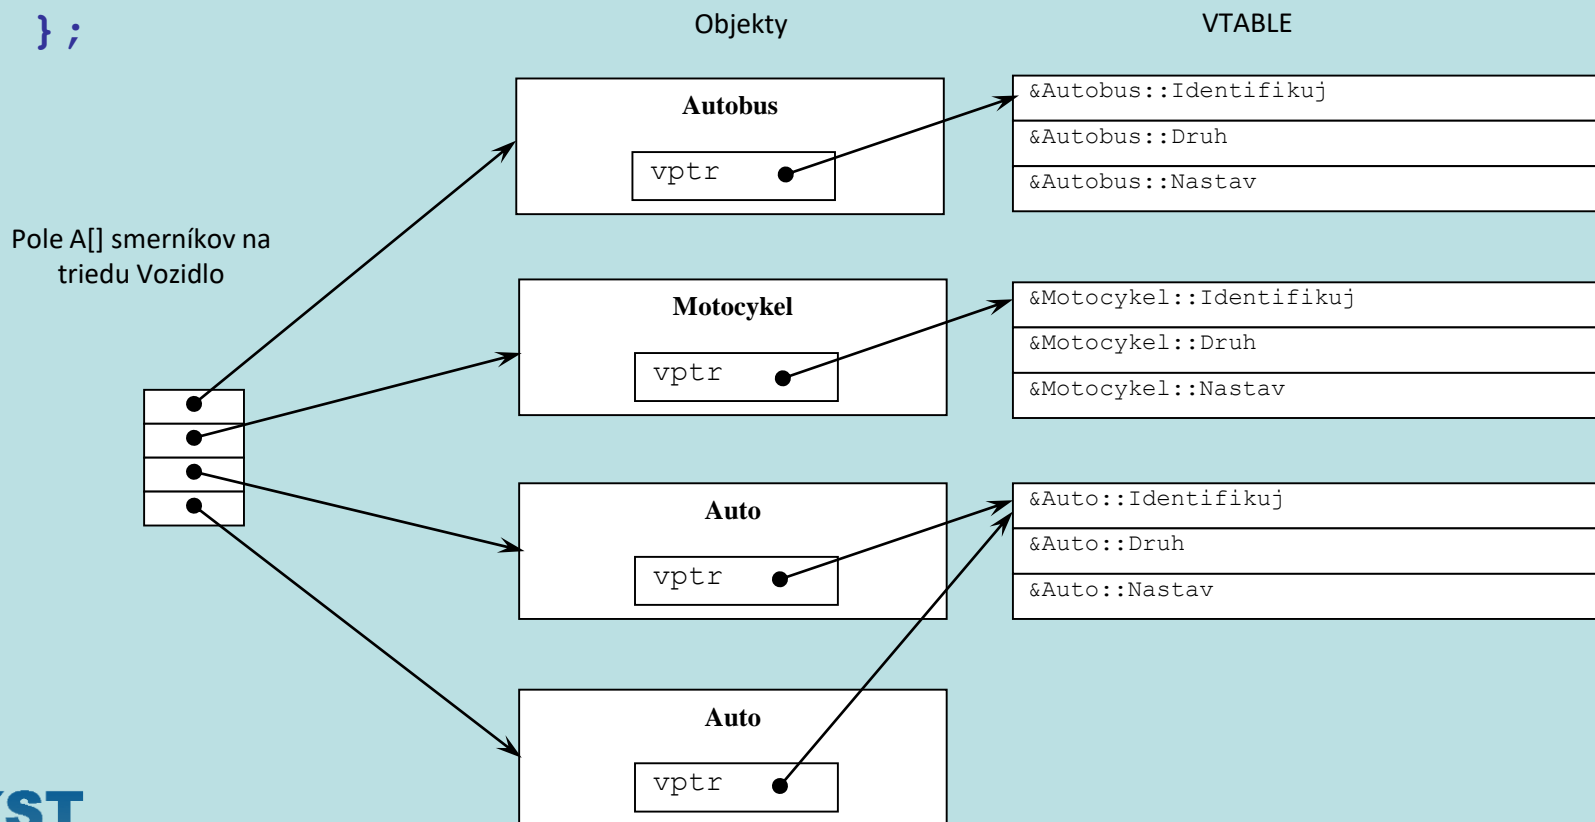 };
Objekty
VTABLE
Autobus
vptr
&Autobus::Identifikuj
&Autobus::Druh
&Autobus::Nastav
Pole A[] smerníkov na
triedu Vozidlo
Motocykel
vptr
&Motocykel::Identifikuj
&Motocykel::Druh
&Motocykel::Nastav
Auto
vptr
&Auto::Identifikuj
&Auto::Druh
&Auto::Nastav
Auto
vptr